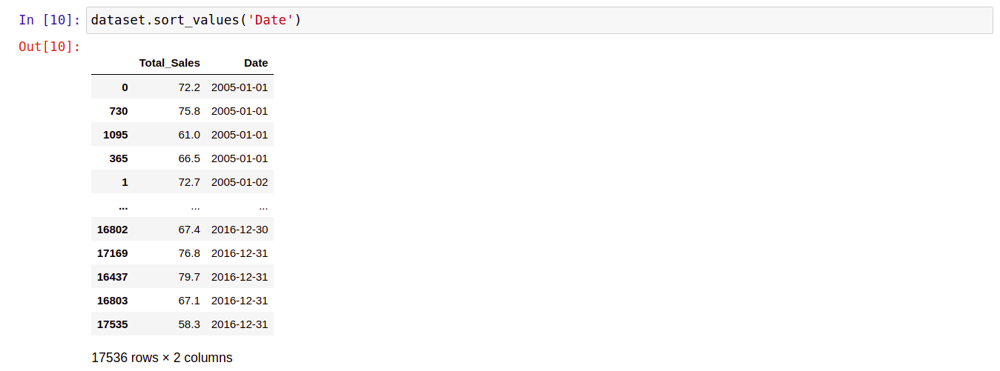 In [10]: dataset.sort_values('Date')
Out[10]:
Total_Sales Date
0 72.2 2005-01-01
730 75.8 2005-01-01
1095 61.0 2005-01-01
365 66.5 2005-01-01
1 72.7 2005-01-02
... ... ...
16802 67.4 2016-12-30
17169 76.8 2016-12-31
16437 79.7 2016-12-31
16803 67.1 2016-12-31
17535 58.3 2016-12-31
17536 rows × 2 columns